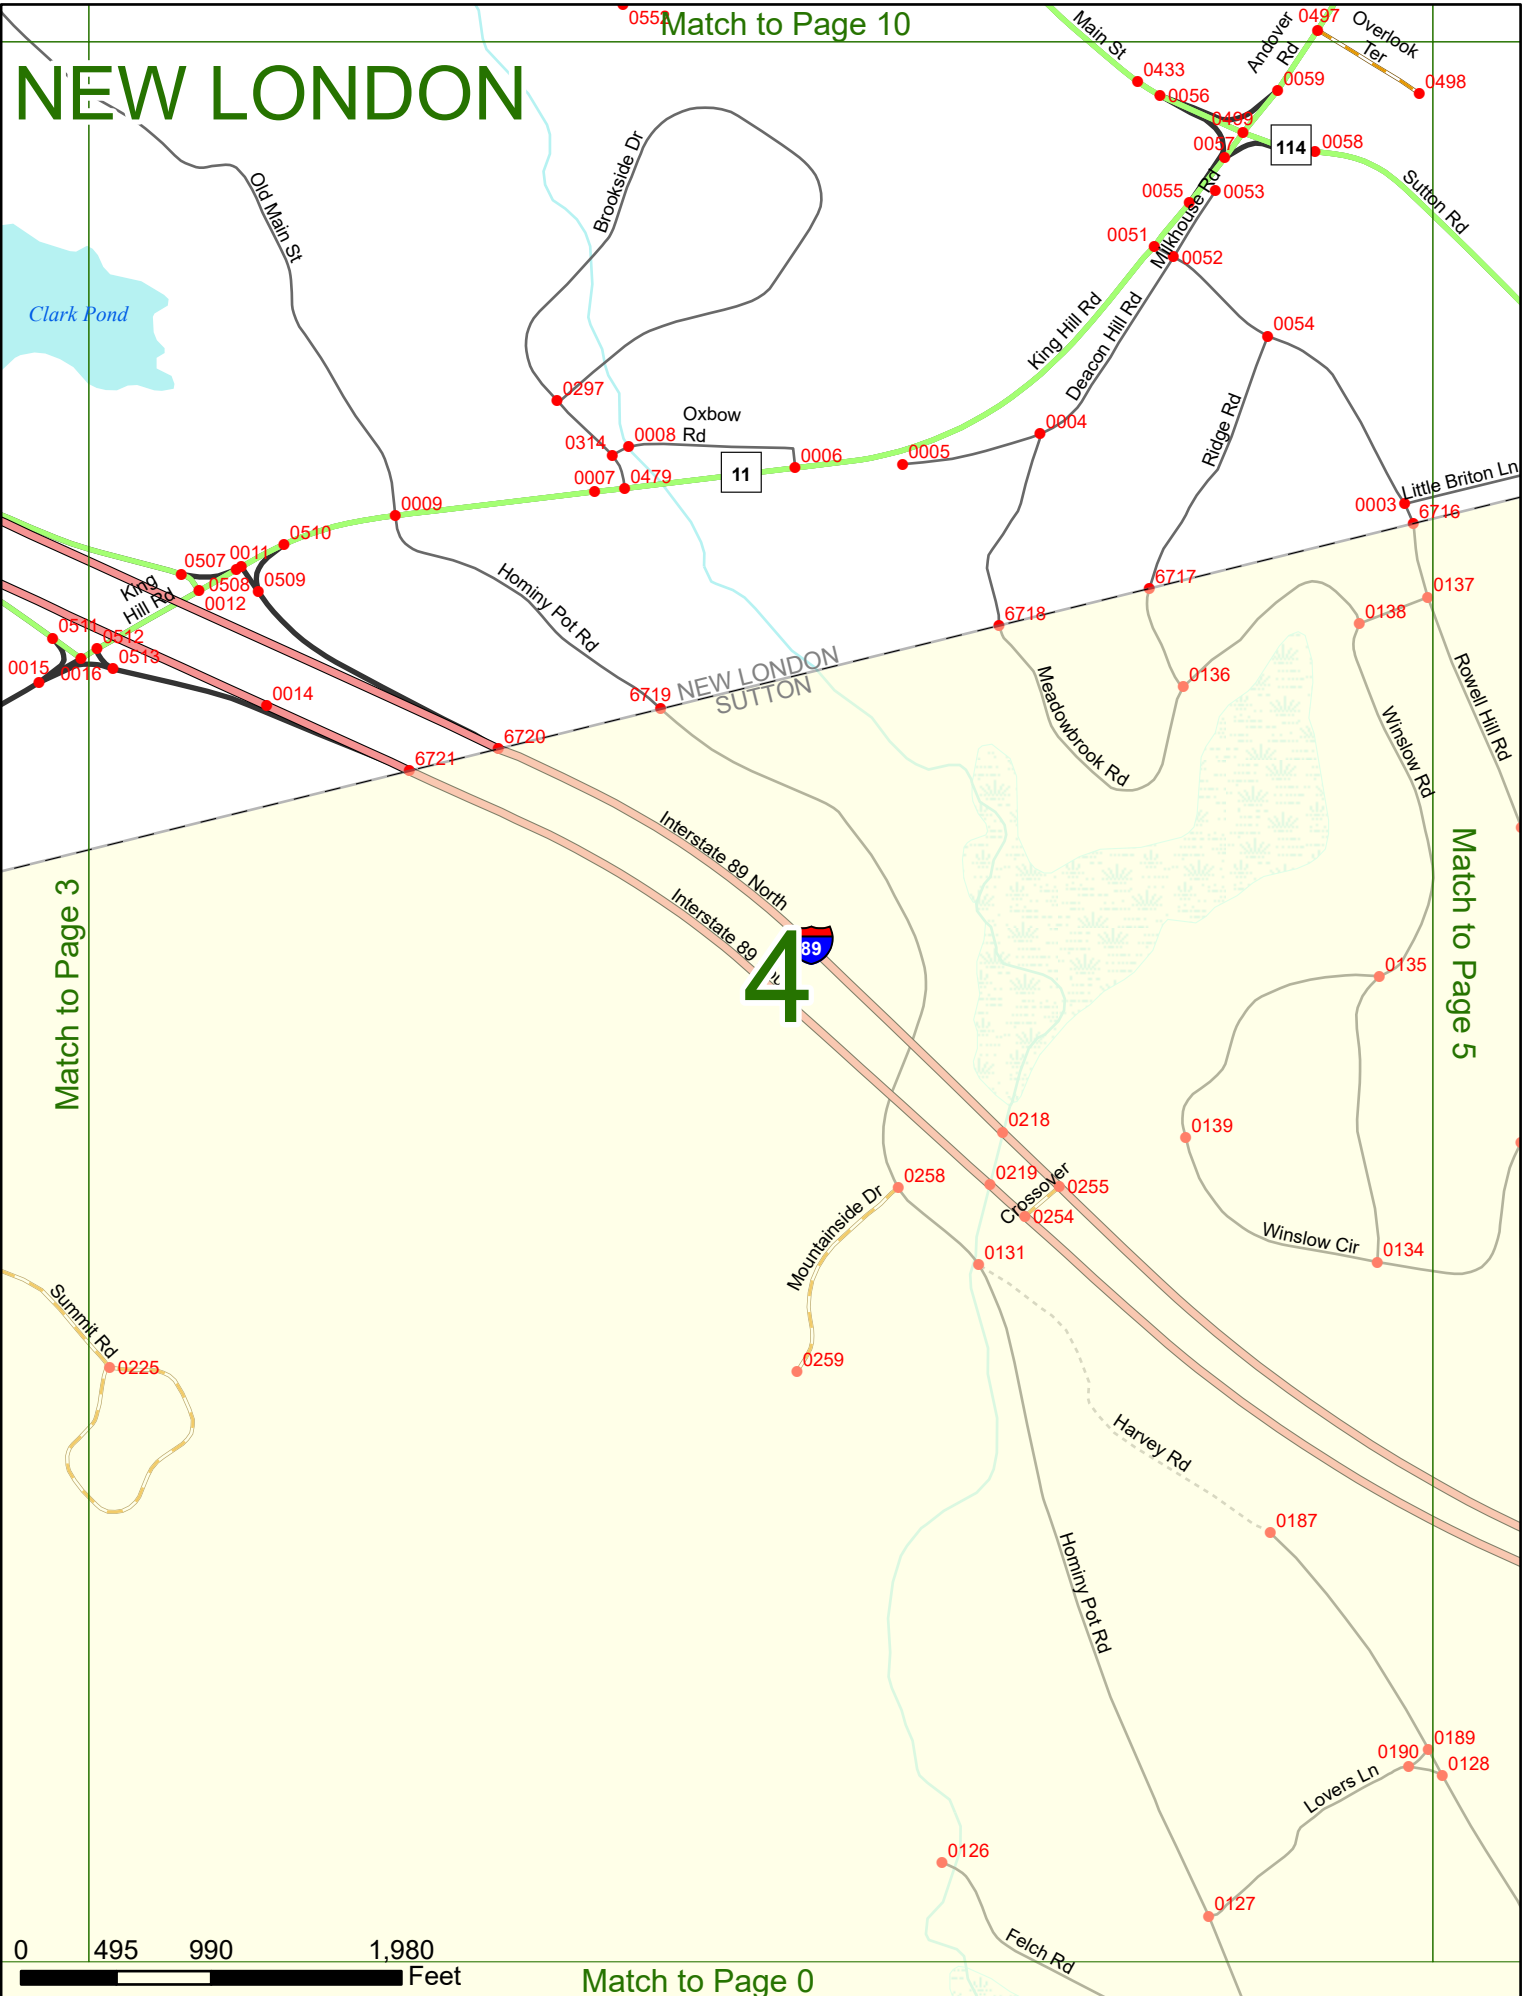 0552
Match to Page 10
NEW LONDON
Main St
Andover
Rd
0497
Overlook
Ter
0433
0056
0059
0498
0499
0057
114
0058
Brookside Dr
Old Main St
0055
0053
Sutton Rd
Milkhouse Rd
0051
0052
Clark Pond
King Hill Rd
Deacon Hill Rd
0054
0297
Oxbow
Rd
0314
0008
0004
Ridge Rd
0007
0479
11
0006
0005
Little Briton Ln
0003
6716
0009
0510
0507
0011
0508
0509
0012
King
Hill Rd
Hominy Pot Rd
6717
0137
0138
6718
0511
0512
0513
0015
0016
0014
NEW LONDON
SUTTON
6719
0136
Meadowbrook Rd
Rowell Hill Rd
Winslow Rd
6720
6721
Interstate 89 North
Interstate 89
89
4
Match to Page 3
Match to Page 5
0135
0218
0139
0219
Crossover
0255
0254
0258
Mountainside Dr
Winslow Cir
0134
0131
Summit Rd
0225
0259
Harvey Rd
0187
Hominy Pot Rd
0189
0190
0128
Lovers Ln
0126
0127
Felch Rd
0 495 990 1,980
Feet
Match to Page 0